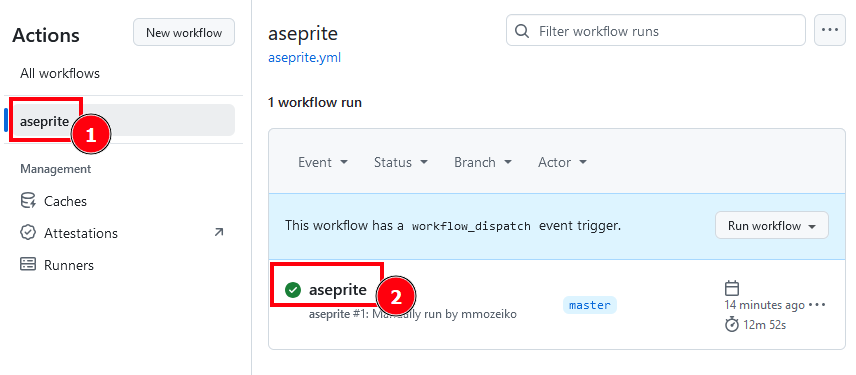 Actions
New workflow
All workflows
aseprite
1
Management
Caches
Attestations
Runners
aseprite
aseprite.yml
Filter workflow runs
1 workflow run
Event
Status
Branch
Actor
This workflow has a workflow_dispatch event trigger.
Run workflow
aseprite
2
aseprite #1: Manually run by mmozeiko
master
14 minutes ago
12m 52s